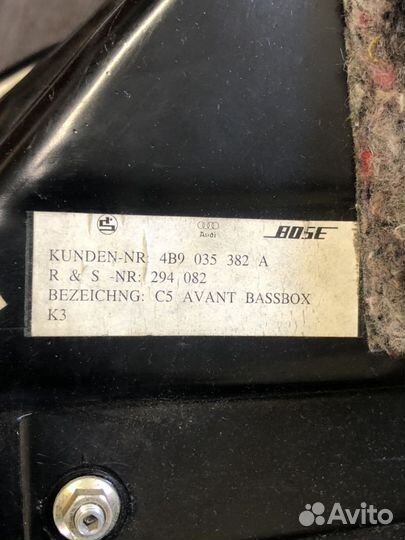 Audi
BOSE
KUNDEN-NR: 4B9 035 382 A
R & S -NR: 294 082
BEZEICHNG: C5 AVANT BASSBOX
K3
Avito